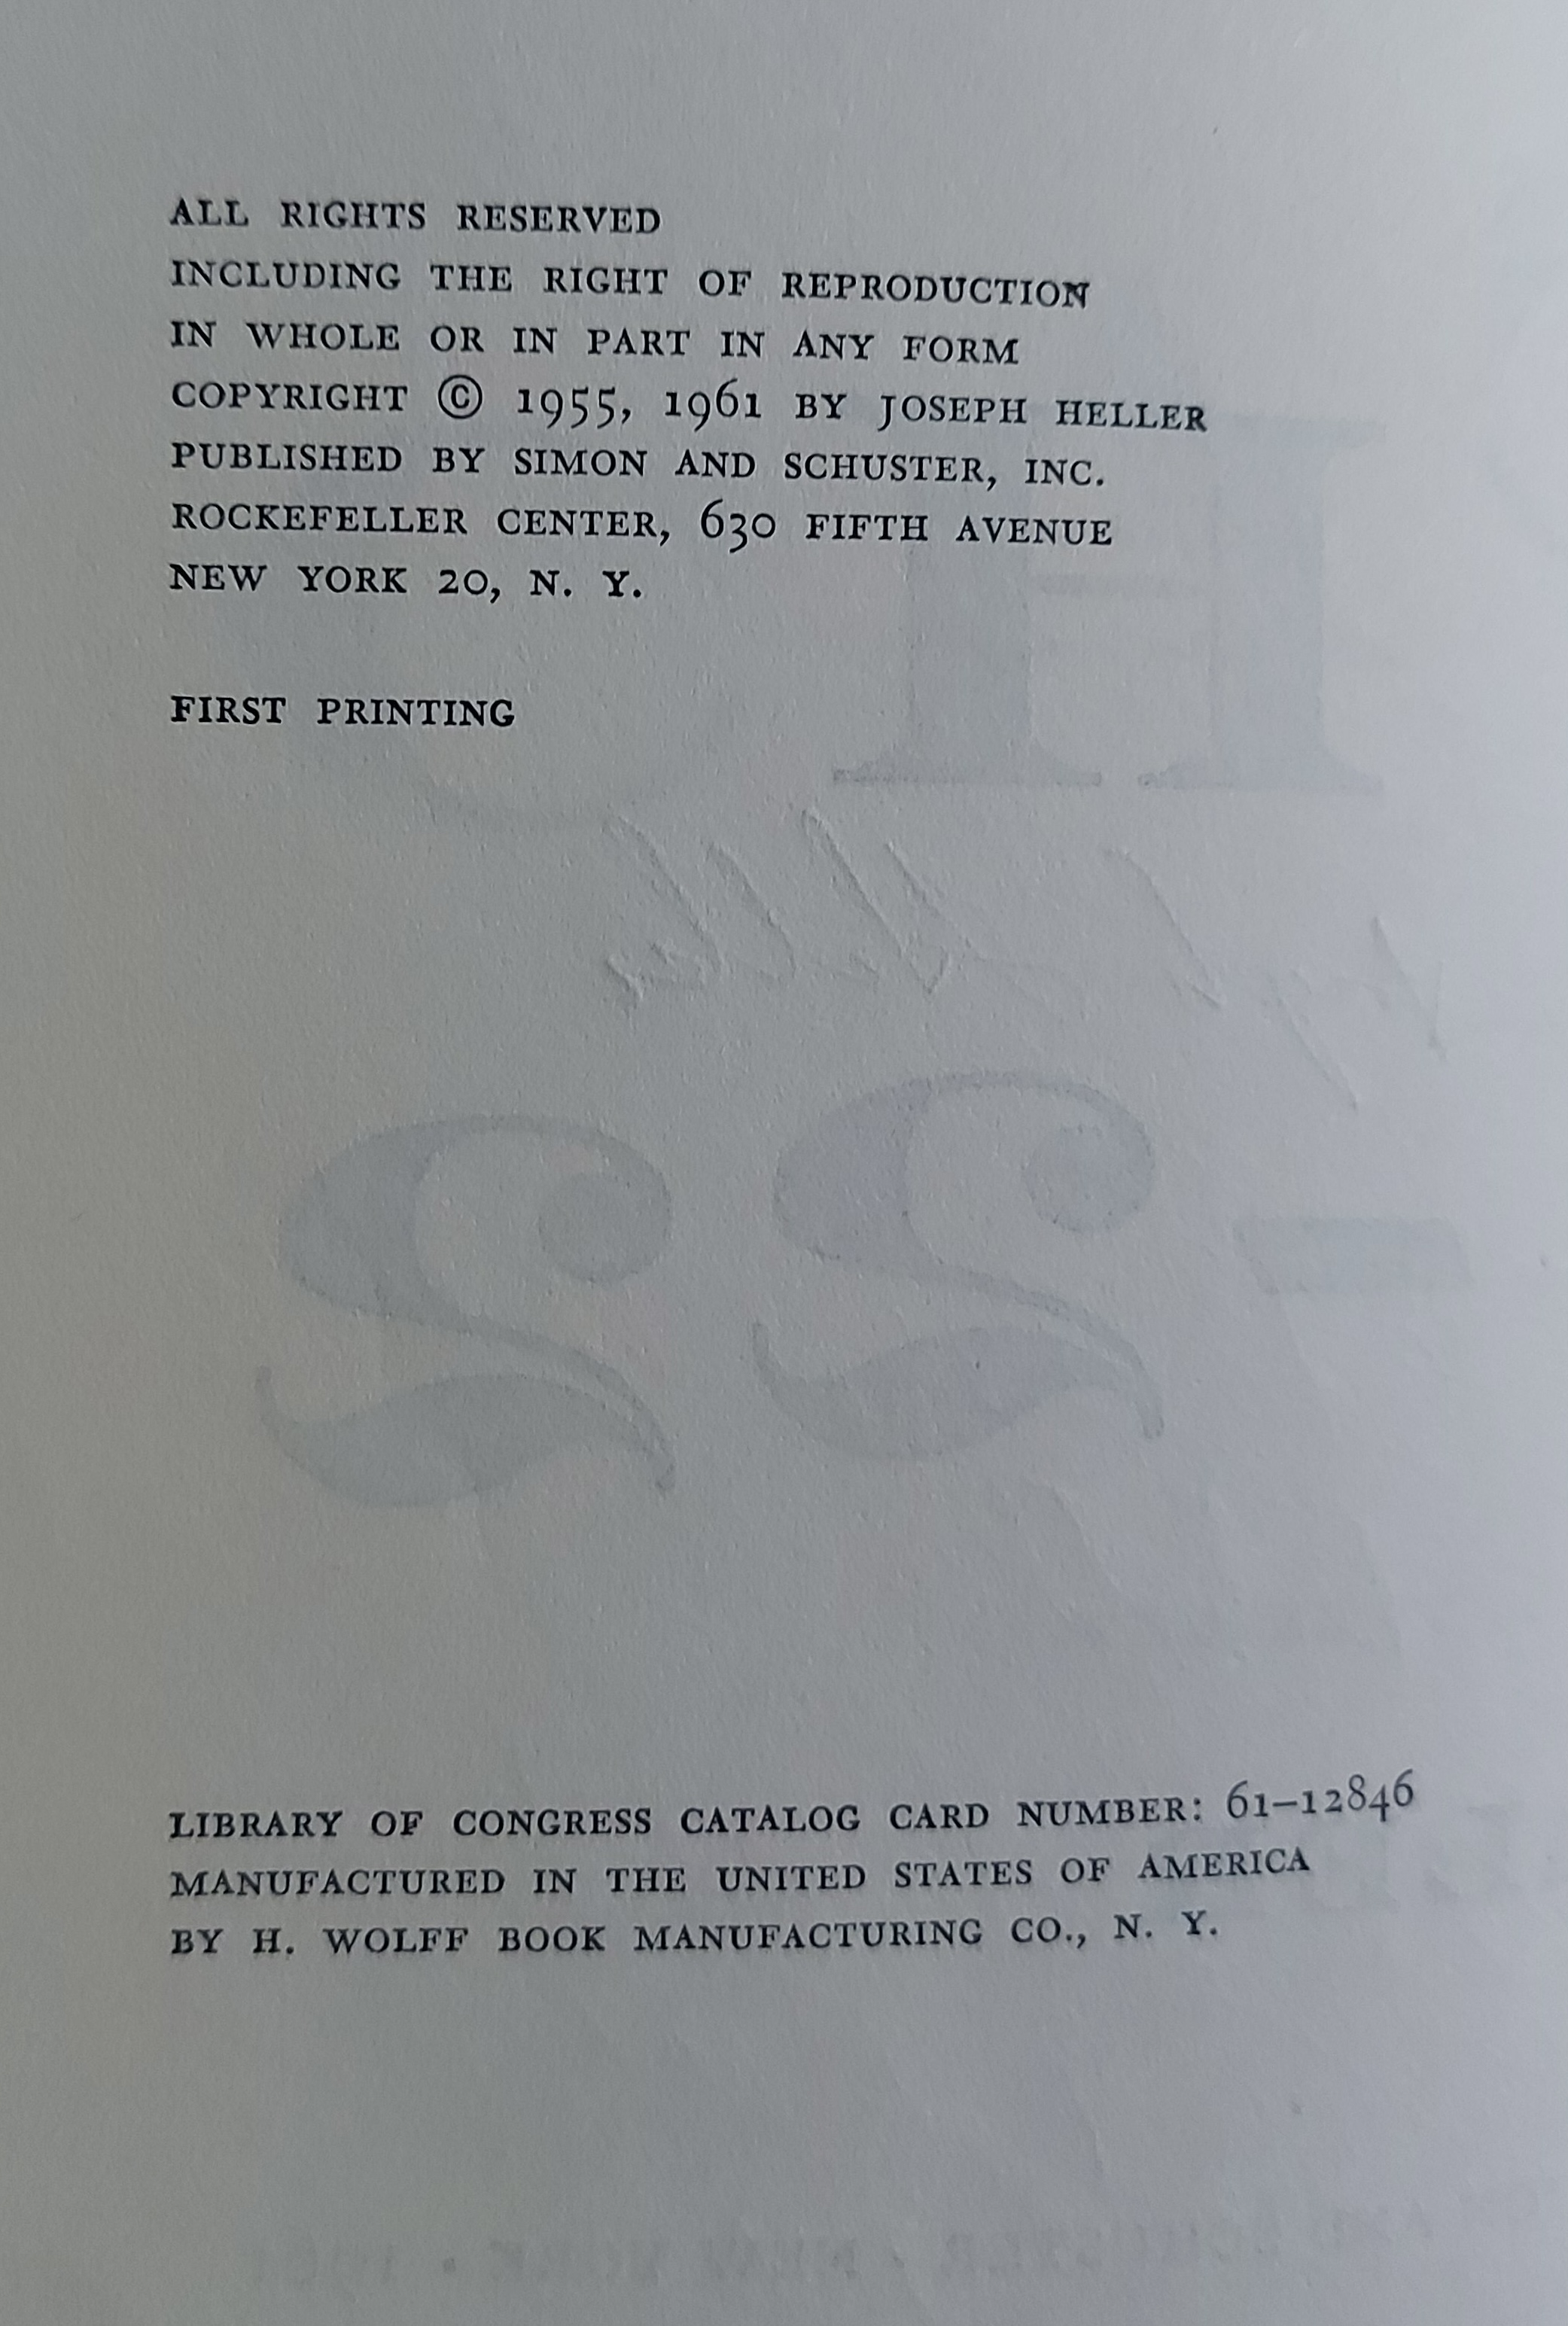 ALL RIGHTS RESERVED
INCLUDING THE RIGHT OF REPRODUCTION
IN WHOLE OR IN PART IN ANY FORM
COPYRIGHT © 1955, 1961 BY JOSEPH HELLER
PUBLISHED BY SIMON AND SCHUSTER, INC.
ROCKEFELLER CENTER, 630 FIFTH AVENUE
NEW YORK 20, N. Y.
FIRST PRINTING
22
LIBRARY OF CONGRESS CATALOG CARD NUMBER: 61–12846
MANUFACTURED IN THE UNITED STATES OF AMERICA
BY H. WOLFF BOOK MANUFACTURING CO., N. Y.